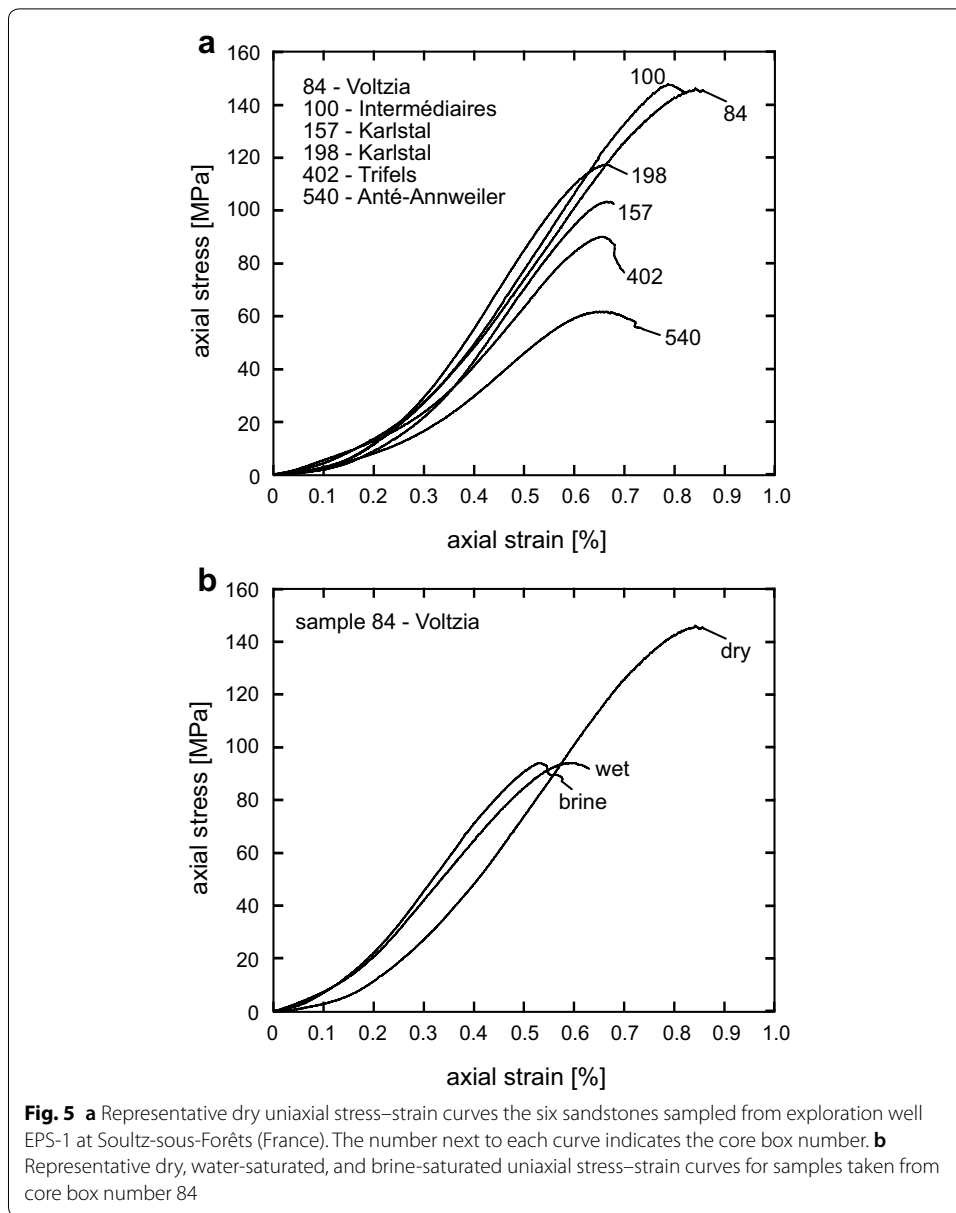 a
160
140
120
100
80
60
40
20
0
axial stress [MPa]
84 - Voltzia
100 - Intermédiaires
157 - Karlstal
198 - Karlstal
402 - Trifels
540 - Anté-Annweiler
100
84
198
157
402
540
0 0.1 0.2 0.3 0.4 0.5 0.6 0.7 0.8 0.9 1.0
axial strain [%]
b
160
140
120
100
80
60
40
20
0
axial stress [MPa]
sample 84 - Voltzia
dry
wet
brine
0 0.1 0.2 0.3 0.4 0.5 0.6 0.7 0.8 0.9 1.0
axial strain [%]
Fig. 5 a Representative dry uniaxial stress–strain curves the six sandstones sampled from exploration well
EPS-1 at Soultz-sous-Forêts (France). The number next to each curve indicates the core box number. b
Representative dry, water-saturated, and brine-saturated uniaxial stress–strain curves for samples taken from
core box number 84